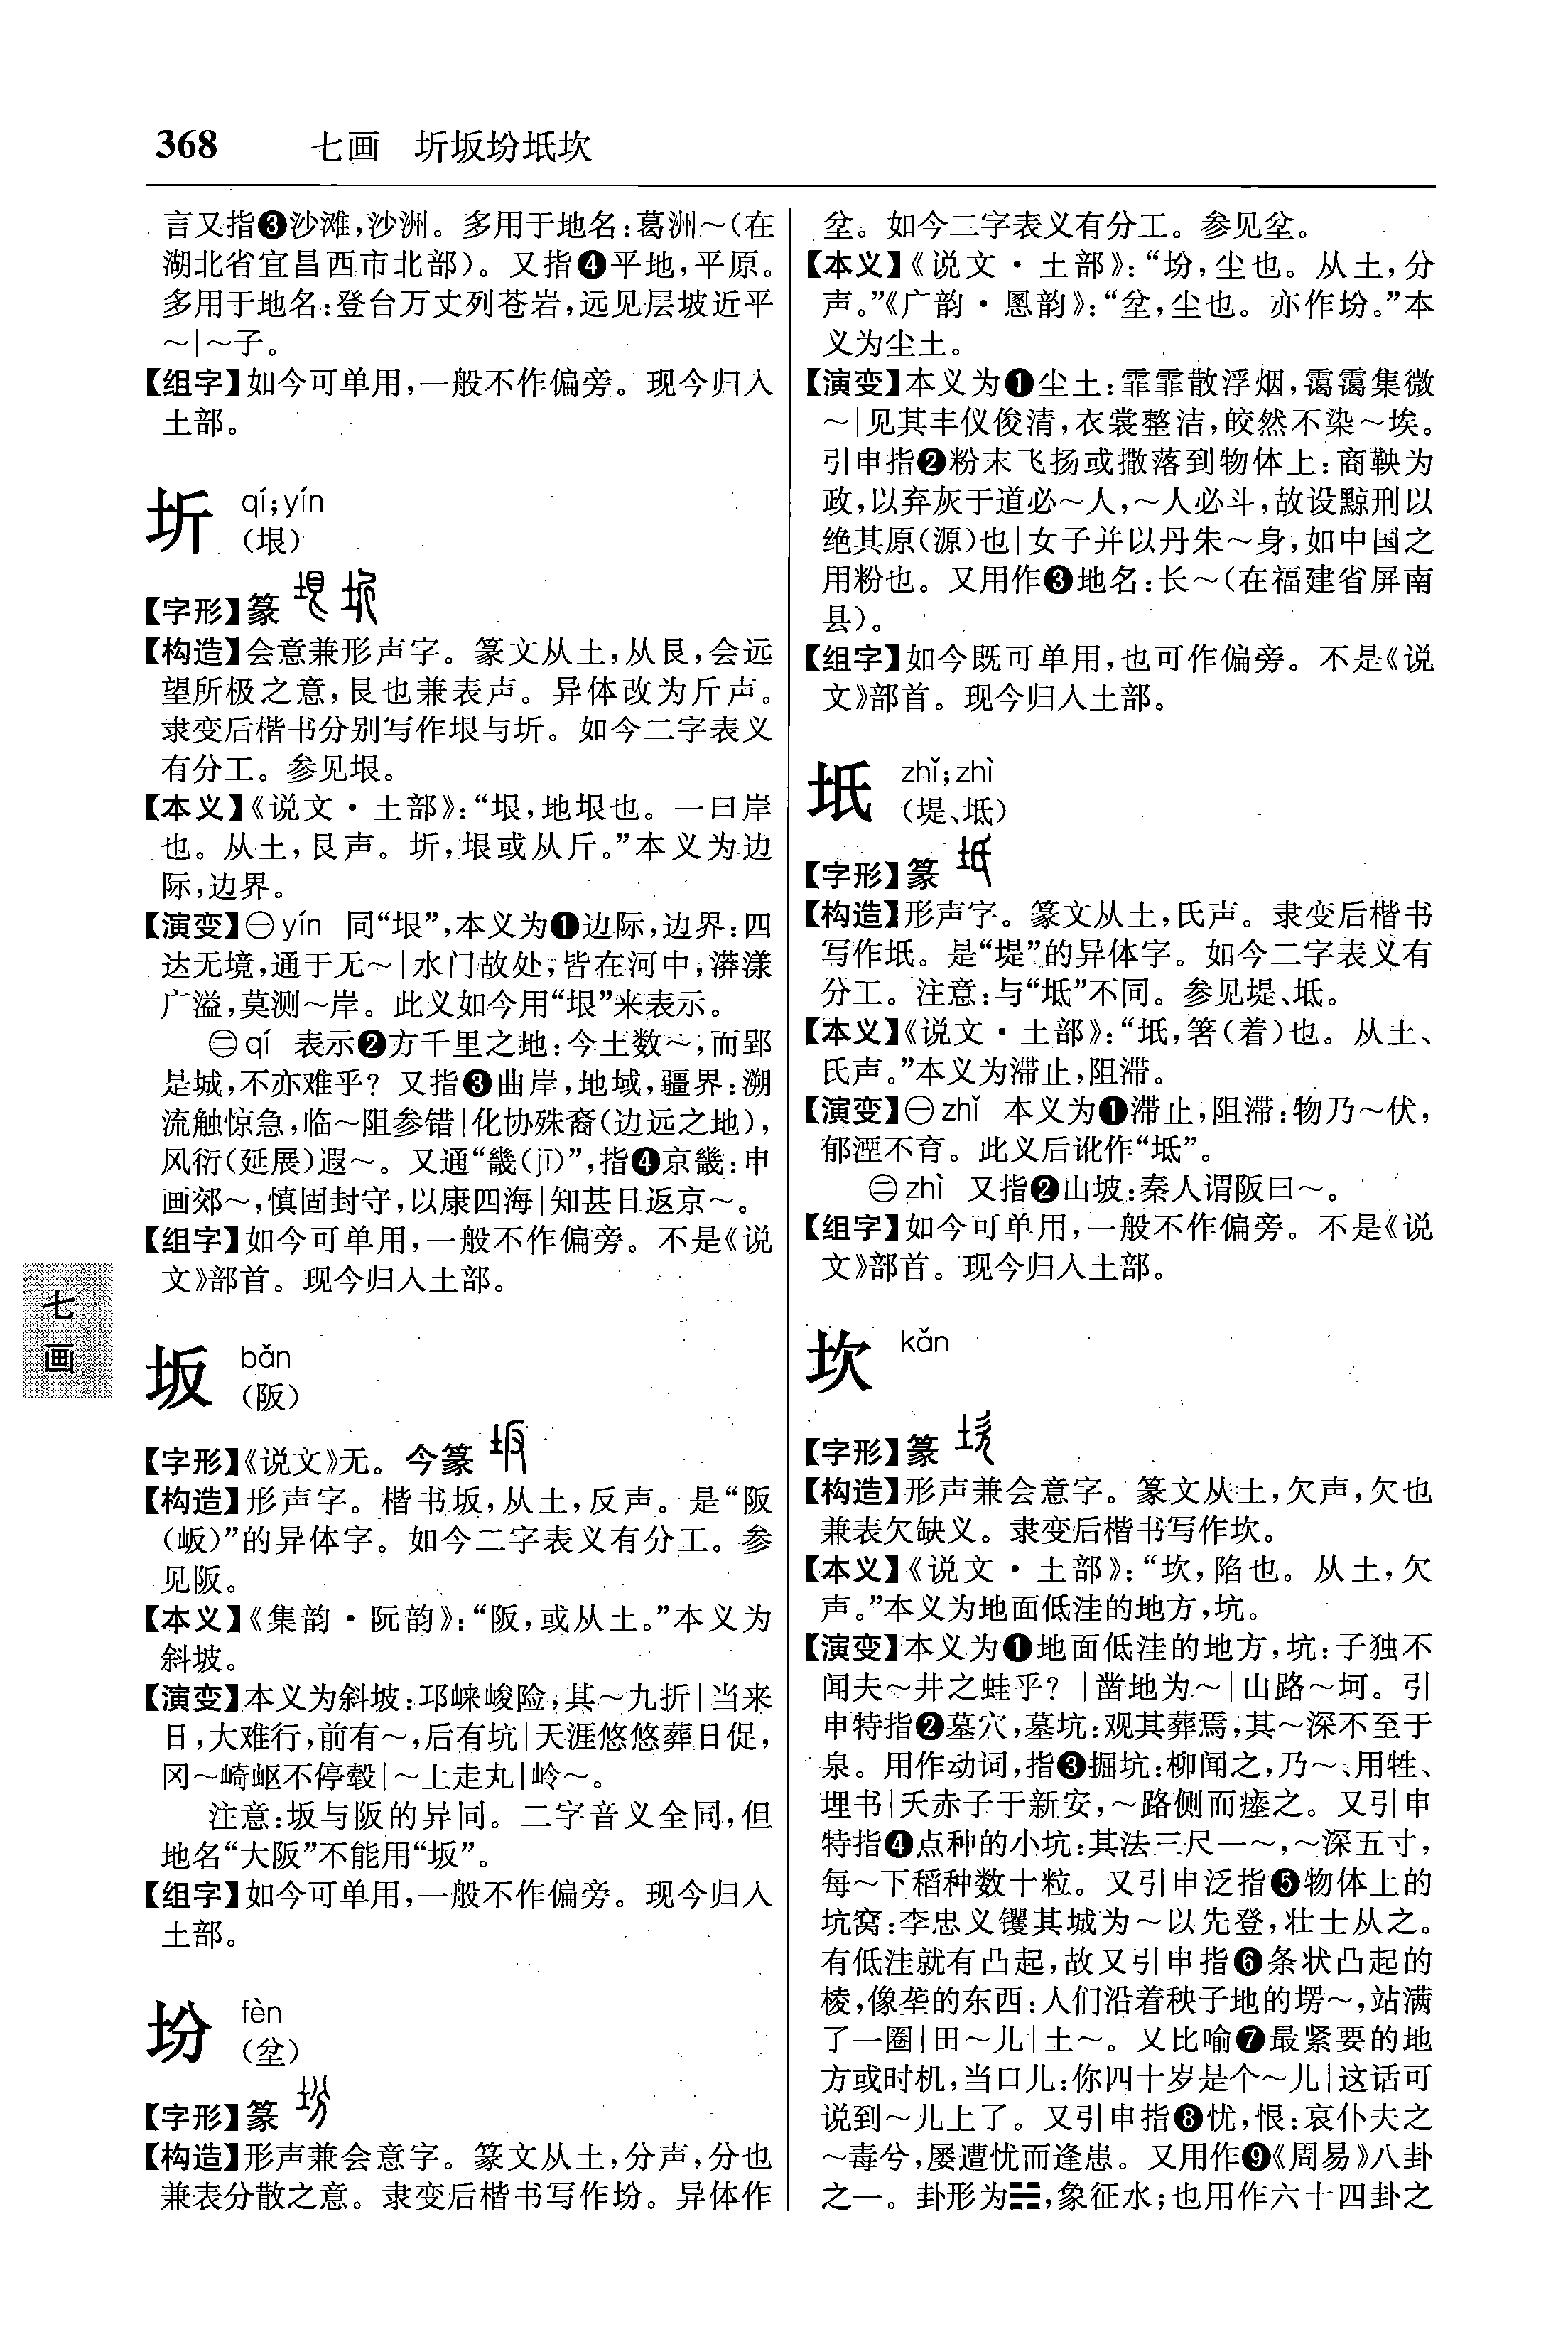 368 七画 圻坂坋坁坎
言又指❸沙滩,沙洲。多用于地名:葛洲~(在
湖北省宜昌西市北部)。又指❹平地,平原。
多用于地名:登台万丈列苍岩,远见层坡近平
~|~子。
【组字】如今可单用,一般不作偏旁。现今归入
土部。
圻 qí;yín
(垠)
【字形】篆
【构造】会意兼形声字。篆文从土,从艮,会远
望所极之意,艮也兼表声。异体改为斤声。
隶变后楷书分别写作垠与圻。如今二字表义
有分工。参见垠。
【本义】《说文·土部》:“垠,地垠也。一曰岸
也。从土,艮声。圻,垠或从斤。”本义为边
际,边界。
【演变】㊀yín 同“垠”,本义为❶边际,边界:四
达无境,通于无~|水门故处,皆在河中,漭漾
广溢,莫测~岸。此义如今用“垠”来表示。
㊁qí 表示❷方千里之地:今土数~,而郢
是城,不亦难乎?又指❸曲岸,地域,疆界:溯
流触惊急,临~阻参错|化协殊裔(边远之地),
风衍(延展)遐~。又通“畿(jī)”,指❹京畿:申
画郊~,慎固封守,以康四海|知甚日返京~。
【组字】如今可单用,一般不作偏旁。不是《说
文》部首。现今归入土部。
坂 bǎn
(阪)
【字形】《说文》无。今篆
【构造】形声字。楷书坂,从土,反声。是“阪
(岅)”的异体字。如今二字表义有分工。参
见阪。
【本义】《集韵·阮韵》:“阪,或从土。”本义为
斜坡。
【演变】本义为斜坡:邛崃峻险,其~九折|当来
日,大难行,前有~,后有坑|天涯悠悠葬日促,
冈~崎岖不停毂|~上走丸|岭~。
注意:坂与阪的异同。二字音义全同,但
地名“大阪”不能用“坂”。
【组字】如今可单用,一般不作偏旁。现今归入
土部。
坋 fèn
(坌)
【字形】篆
【构造】形声兼会意字。篆文从土,分声,分也
兼表分散之意。隶变后楷书写作坋。异体作
坌。如今二字表义有分工。参见坌。
【本义】《说文·土部》:“坋,尘也。从土,分
声。”《广韵·慁韵》:“坌,尘也。亦作坋。”本
义为尘土。
【演变】本义为❶尘土:霏霏散浮烟,霭霭集微
~|见其丰仪俊清,衣裳整洁,皎然不染~埃。
引申指❷粉末飞扬或撒落到物体上:商鞅为
政,以弃灰于道必~人,~人必斗,故设黥刑以
绝其原(源)也|女子并以丹朱~身,如中国之
用粉也。又用作❸地名:长~(在福建省屏南
县)。
【组字】如今既可单用,也可作偏旁。不是《说
文》部首。现今归入土部。
坁 zhǐ;zhì
(堤、坻)
【字形】篆
【构造】形声字。篆文从土,氏声。隶变后楷书
写作坁。是“堤”的异体字。如今二字表义有
分工。注意:与“坻”不同。参见堤、坻。
【本义】《说文·土部》:“坁,箸(着)也。从土、
氏声。”本义为滞止,阻滞。
【演变】㊀zhǐ 本义为❶滞止,阻滞:物乃~伏,
郁湮不育。此义后讹作“坻”。
㊁zhì 又指❷山坡:秦人谓阪曰~。
【组字】如今可单用,一般不作偏旁。不是《说
文》部首。现今归入土部。
坎 kǎn
【字形】篆
【构造】形声兼会意字。篆文从土,欠声,欠也
兼表欠缺义。隶变后楷书写作坎。
【本义】《说文·土部》:“坎,陷也。从土,欠
声。”本义为地面低洼的地方,坑。
【演变】本义为❶地面低洼的地方,坑:子独不
闻夫~井之蛙乎?|凿地为~|山路~坷。引
申特指❷墓穴,墓坑:观其葬焉,其~深不至于
泉。用作动词,指❸掘坑:柳闻之,乃~、用牲、
埋书|夭赤子于新安,~路侧而瘗之。又引申
特指❹点种的小坑:其法三尺一~,~深五寸,
每~下稻种数十粒。又引申泛指❺物体上的
坑窝:李忠义䦆其城为~以先登,壮士从之。
有低洼就有凸起,故又引申指❻条状凸起的
棱,像垄的东西:人们沿着秧子地的塄~,站满
了一圈|田~儿|土~。又比喻❼最紧要的地
方或时机,当口儿:你四十岁是个~儿|这话可
说到~儿上了。又引申指❽忧,恨:哀仆夫之
~毒兮,屡遭忧而逢患。又用作❾《周易》八卦
之一。卦形为☵,象征水;也用作六十四卦之
七
画